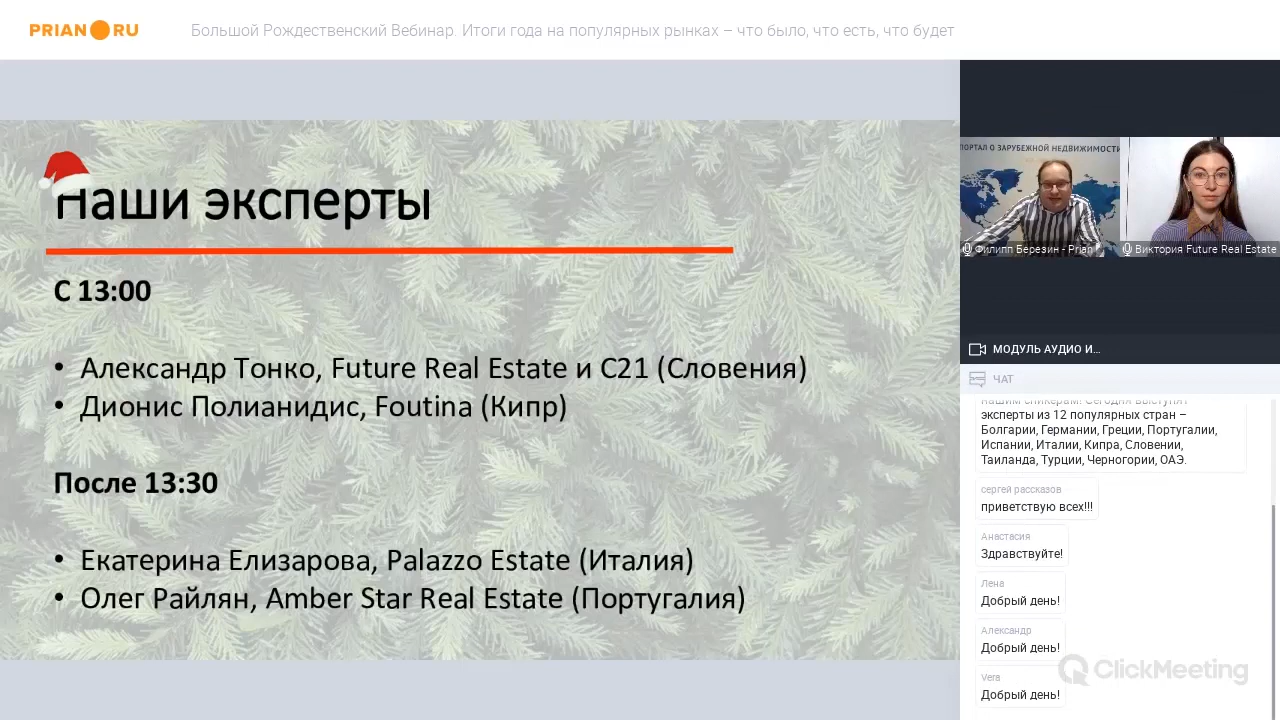 PRIAN RU
Большой Рождественский Вебинар. Итоги года на популярных рынках – что было, что есть, что будет
Наши эксперты
С 13:00
• Александр Тонко, Future Real Estate и C21 (Словения)
• Дионис Полианидис, Foutina (Кипр)
После 13:30
• Екатерина Елизарова, Palazzo Estate (Италия)
• Олег Райлян, Amber Star Real Estate (Португалия)
ПОРТАЛ О ЗАРУБЕЖНОЙ НЕДВИЖИМОСТИ
Филипп Березин - Prian
Виктория Future Real Estate
МОДУЛЬ АУДИО И...
ЧАТ
нашим спикерам! Сегодня выступят
эксперты из 12 популярных стран –
Болгарии, Германии, Греции, Португалии,
Испании, Италии, Кипра, Словении,
Таиланда, Турции, Черногории, ОАЭ.
сергей рассказов
приветствую всех!!!
Анастасия
Здравствуйте!
Лена
Добрый день!
Александр
Добрый день!
Vera
Добрый день!
ClickMeeting